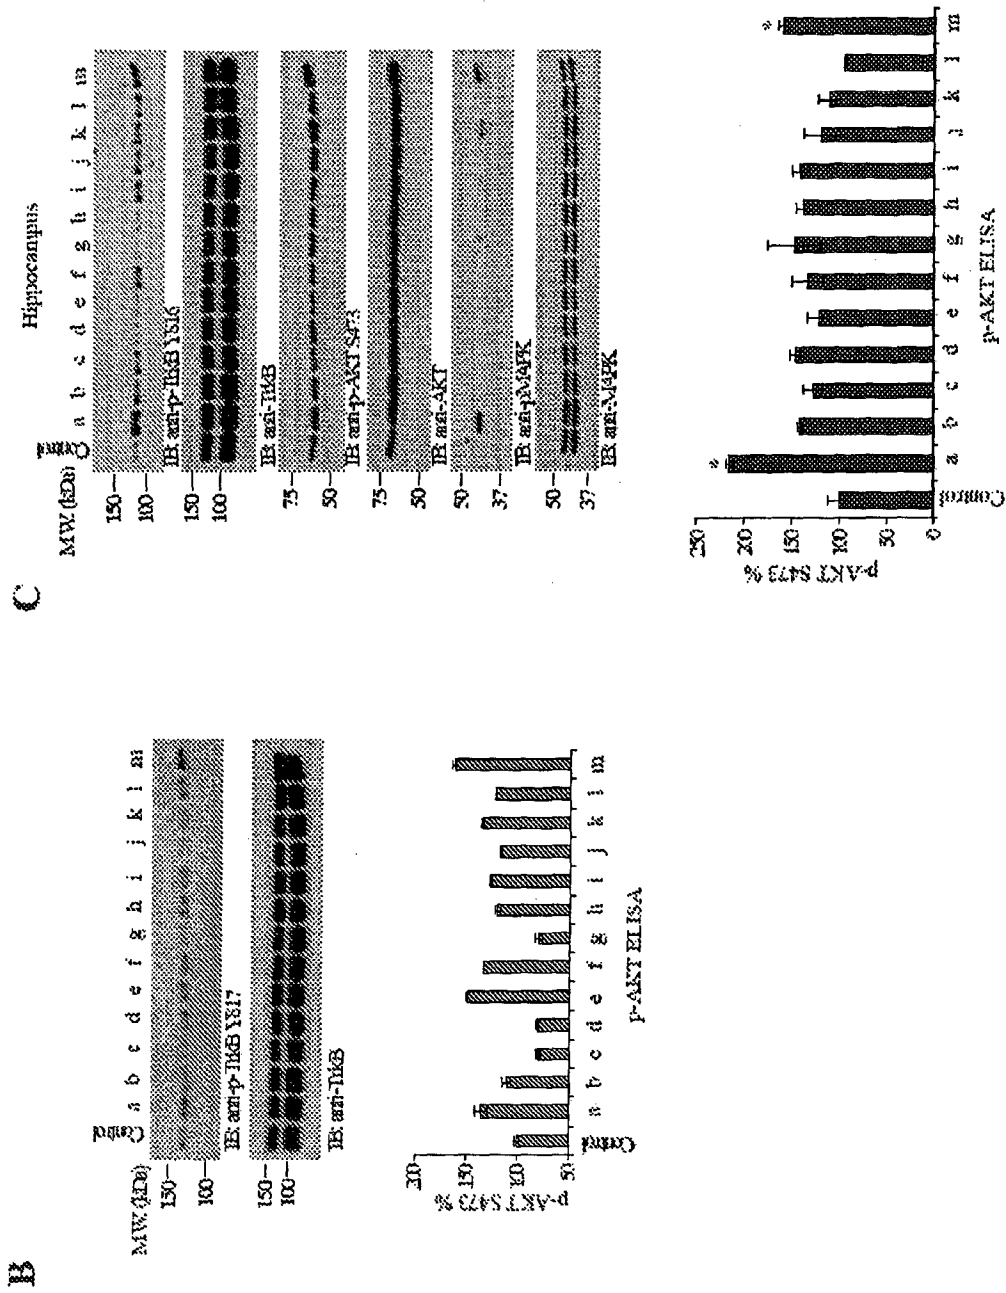 B
MW. (kDa)
Control a b c d e f g h i j k l m
150
100
IB: anti-p-TrkB Y817
150
100
IB: anti-TrkB
p-AKT S473 %
200
150
100
50
Control a b c d e f g h i j k l m
p-AKT ELISA
C
Hippocampus
MW. (kDa)
Control a b c d e f g h i j k l m
150
100
IB: anti-p-TrkB Y816
150
100
IB: anti-TrkB
75
50
IB: anti-p-AKT S473
75
50
IB: anti-AKT
50
37
IB: anti-pMAPK
50
37
IB: anti-MAPK
p-AKT S473 %
250
200
150
100
50
0
* *
Control a b c d e f g h i j k l m
p-AKT ELISA